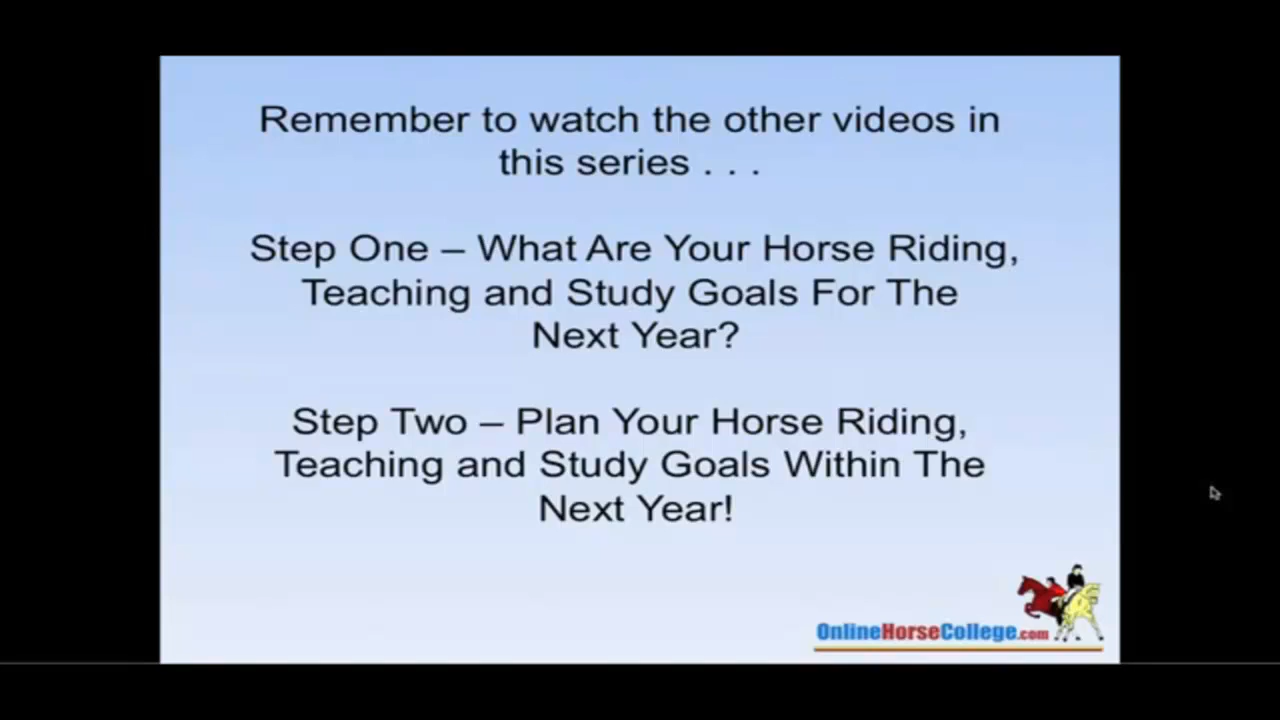 Remember to watch the other videos in
this series . . .
Step One – What Are Your Horse Riding,
Teaching and Study Goals For The
Next Year?
Step Two – Plan Your Horse Riding,
Teaching and Study Goals Within The
Next Year!
OnlineHorseCollege.com